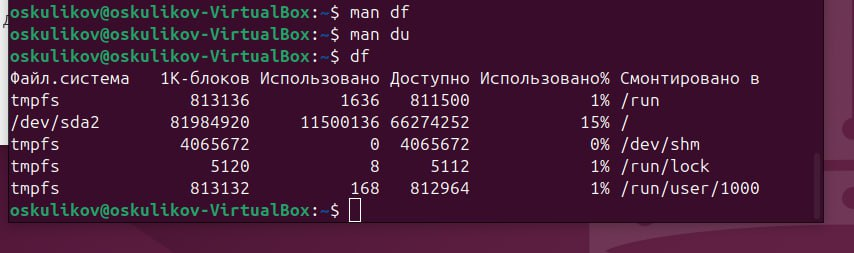 oskulikov@oskulikov-VirtualBox:~$ man df
oskulikov@oskulikov-VirtualBox:~$ man du
oskulikov@oskulikov-VirtualBox:~$ df
Файл.система 1K-блоков Использовано Доступно Использовано% Смонтировано в
tmpfs 813136 1636 811500 1% /run
/dev/sda2 81984920 11500136 66274252 15% /
tmpfs 4065672 0 4065672 0% /dev/shm
tmpfs 5120 8 5112 1% /run/lock
tmpfs 813132 168 812964 1% /run/user/1000
oskulikov@oskulikov-VirtualBox:~$